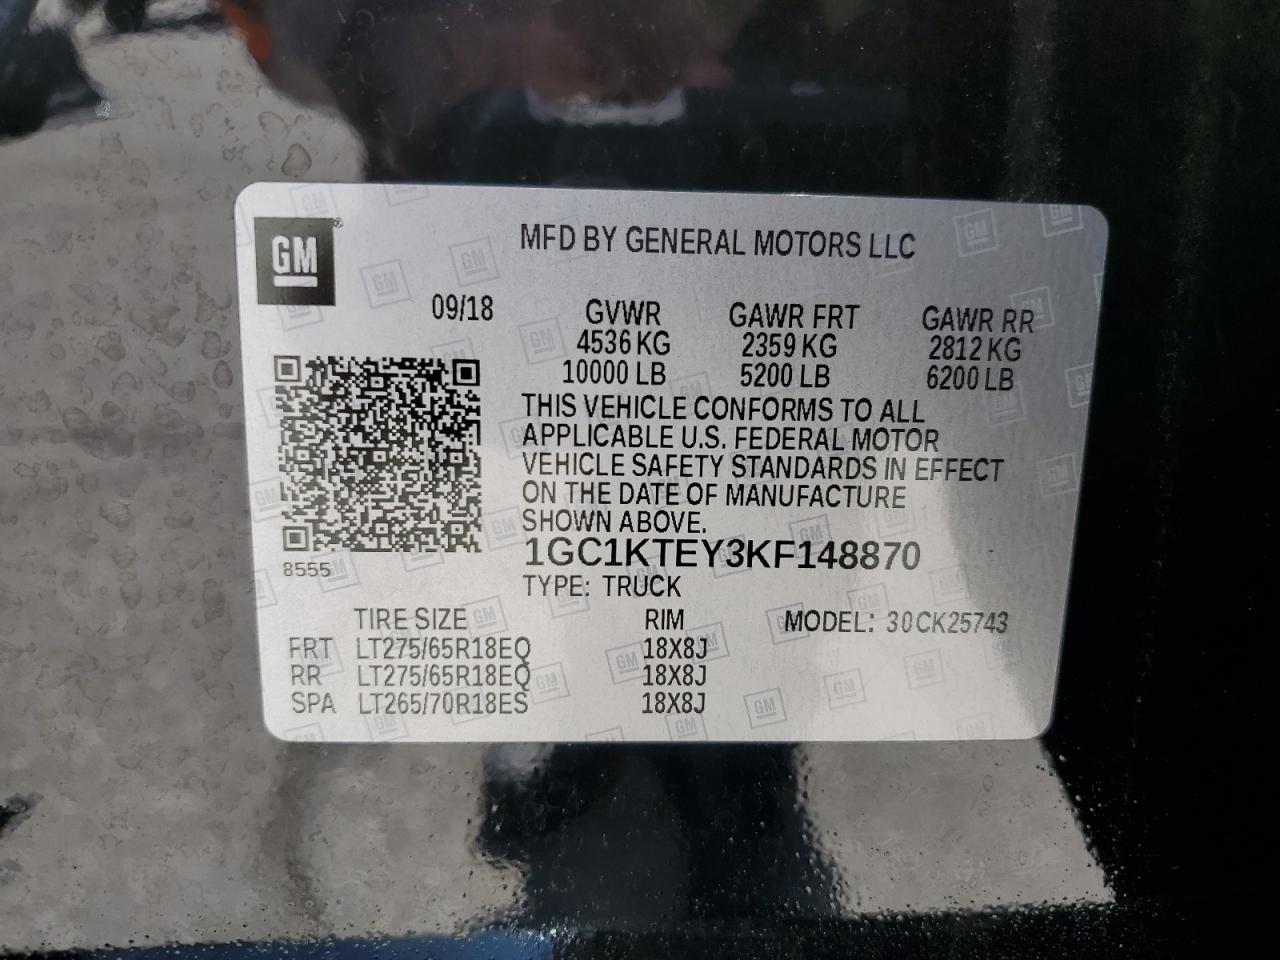 GM®
MFD BY GENERAL MOTORS LLC
09/18 GVWR GAWR FRT GAWR RR
4536 KG 2359 KG 2812 KG
10000 LB 5200 LB 6200 LB
THIS VEHICLE CONFORMS TO ALL
APPLICABLE U.S. FEDERAL MOTOR
VEHICLE SAFETY STANDARDS IN EFFECT
ON THE DATE OF MANUFACTURE
SHOWN ABOVE.
1GC1KTEY3KF148870
8555
TYPE: TRUCK
TIRE SIZE RIM MODEL: 30CK25743
FRT LT275/65R18EQ 18X8J
RR LT275/65R18EQ 18X8J
SPA LT265/70R18ES 18X8J